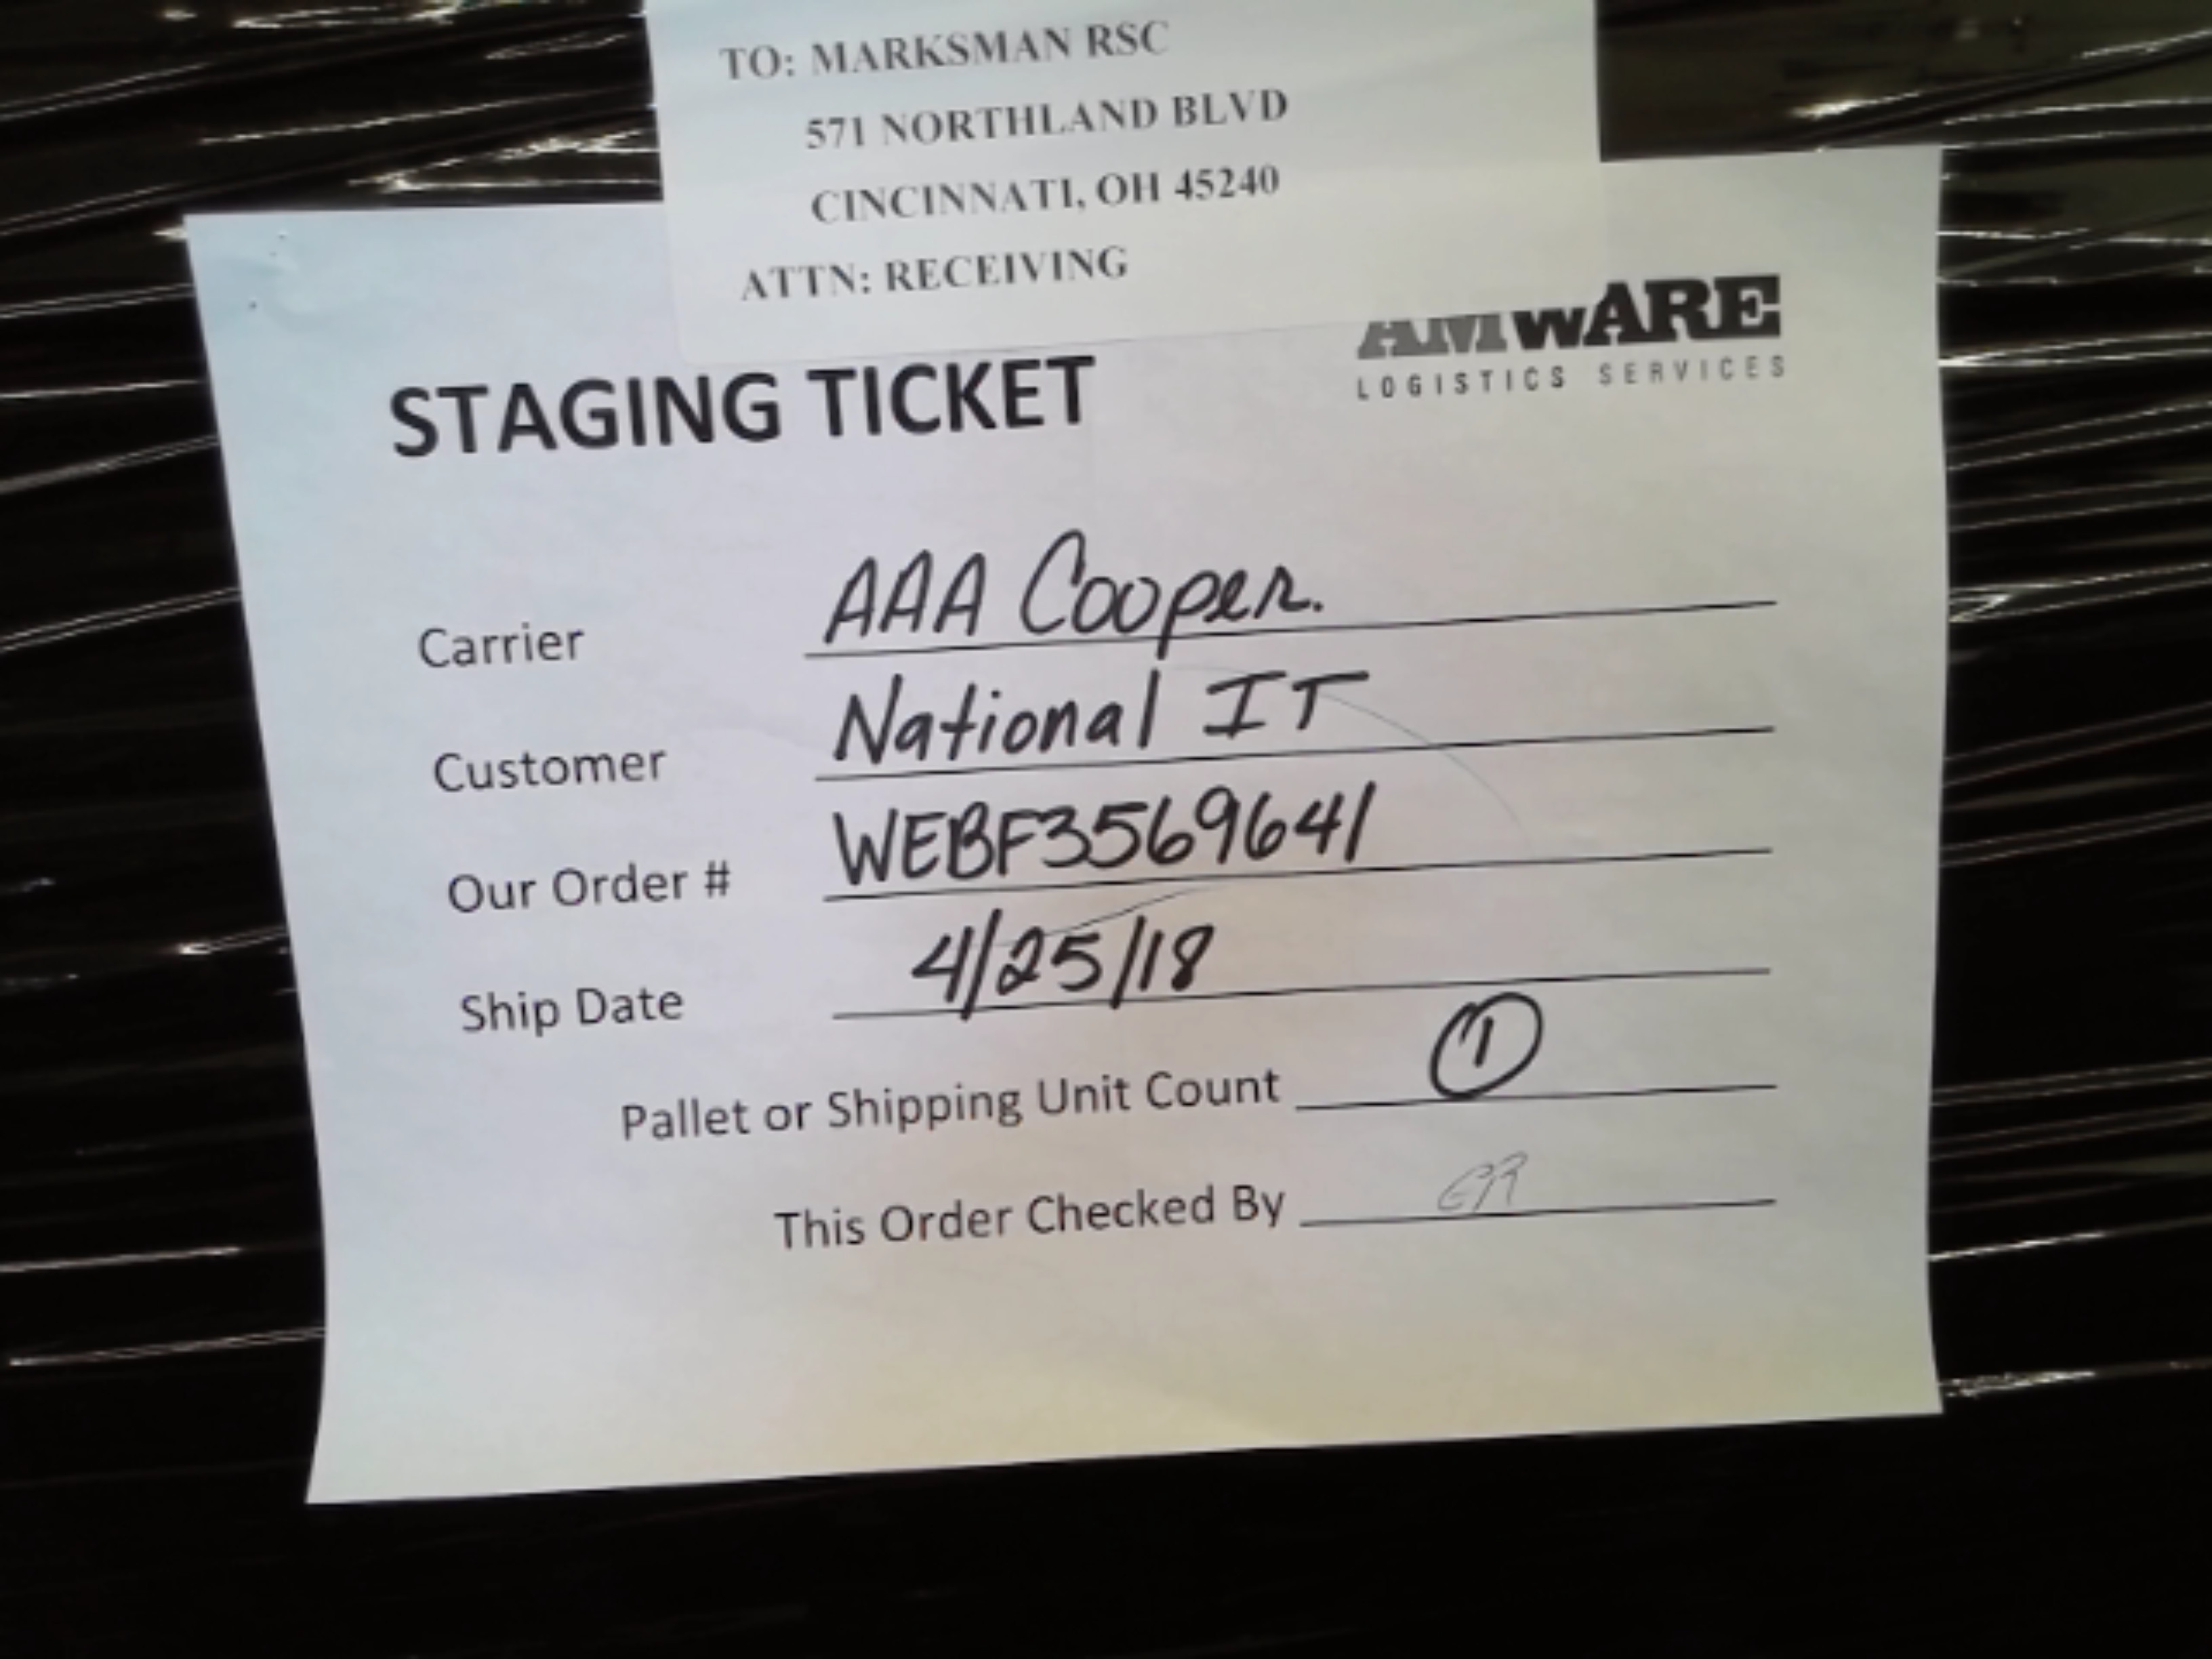 TO: MARKSMAN RSC
571 NORTHLAND BLVD
CINCINNATI, OH 45240
ATTN: RECEIVING
AMWARE
LOGISTICS SERVICES
STAGING TICKET
Carrier AAA Cooper.
Customer National IT
Our Order # WEBF3569641
Ship Date 4/25/18
Pallet or Shipping Unit Count 1
This Order Checked By